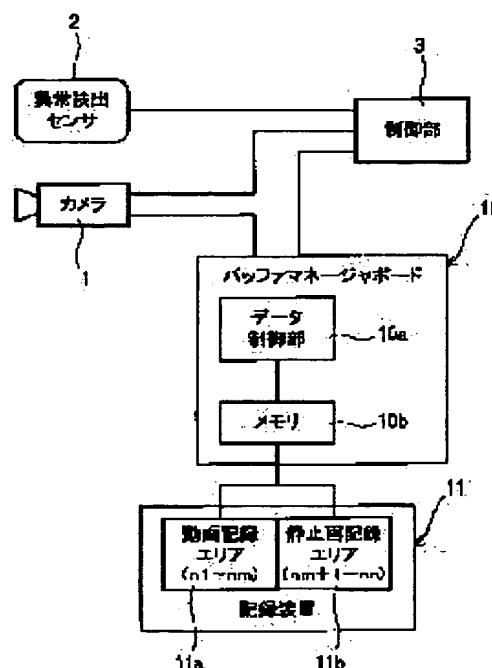 2
異常検出
センサ
3
制御部
カメラ
1
10
バッファマネージャボード
データ
制御部
10a
メモリ
10b
11
動画記録
エリア
(n1-nm)
静止画記録
エリア
(nm+1-nn)
記録装置
11a
11b